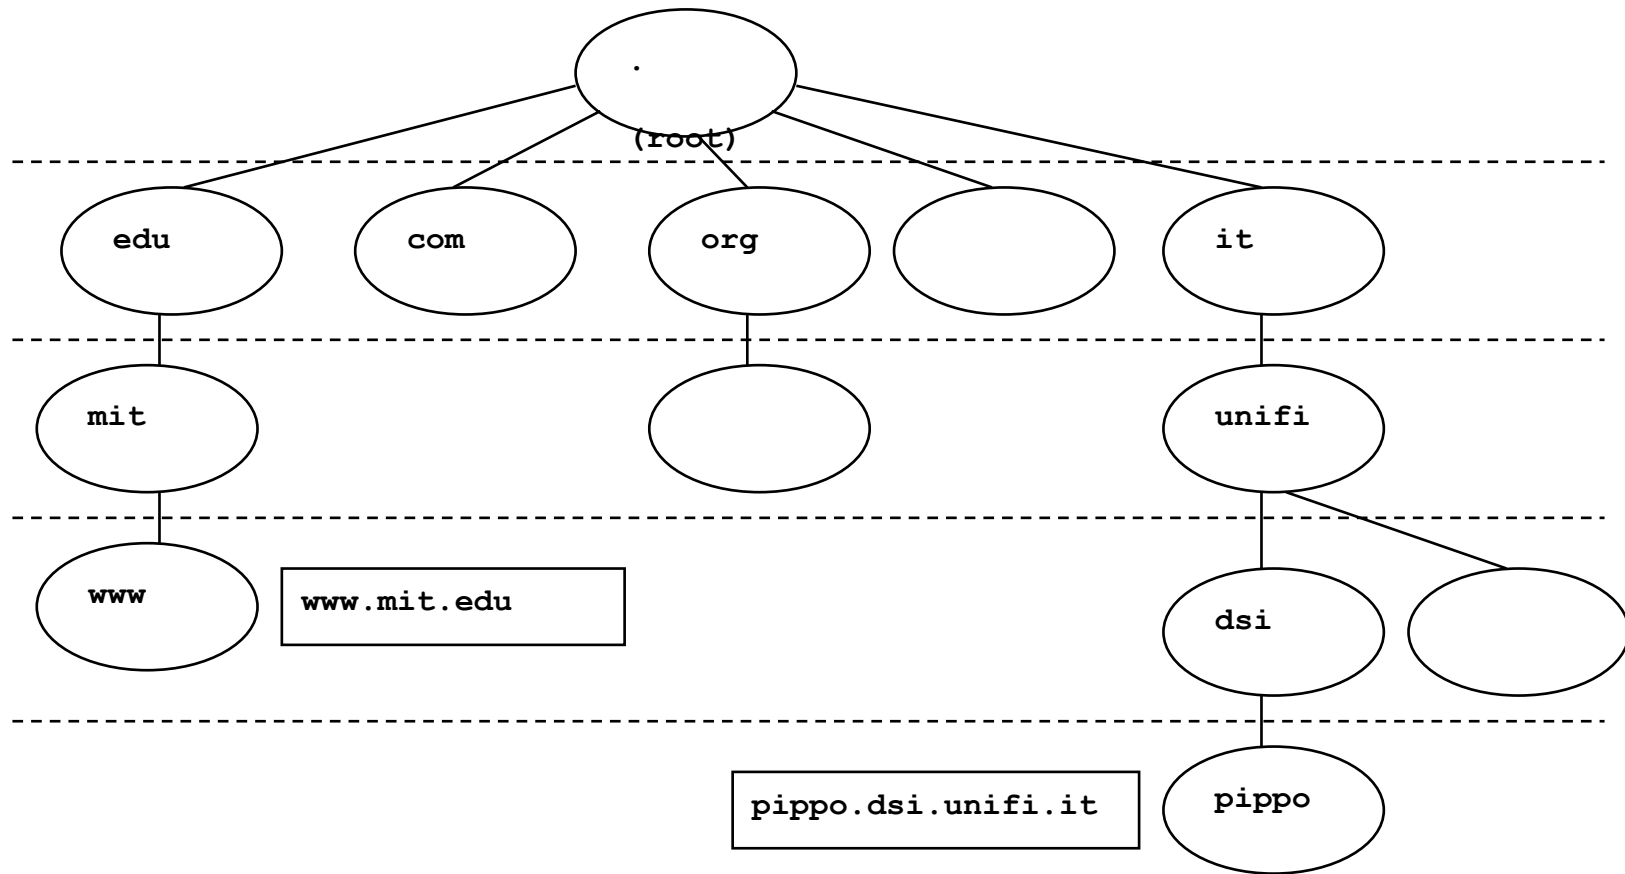 .
(root)
edu com org it
mit unifi
www www.mit.edu dsi
pippo.dsi.unifi.it pippo